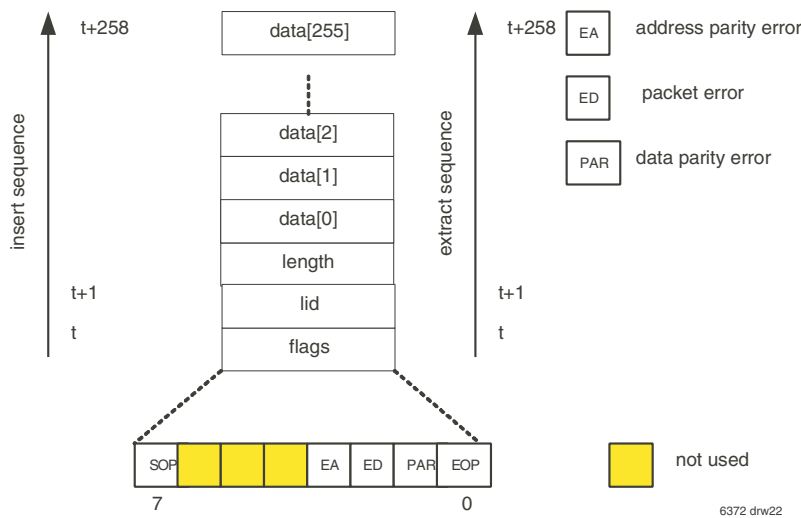 t+258
data[255]
t+258
EA
address parity error
ED
packet error
data[2]
PAR
data parity error
data[1]
insert sequence
extract sequence
data[0]
length
t+1
lid
t+1
t
flags
t
SOP
EA
ED
PAR
EOP
not used
7
0
6372 drw22